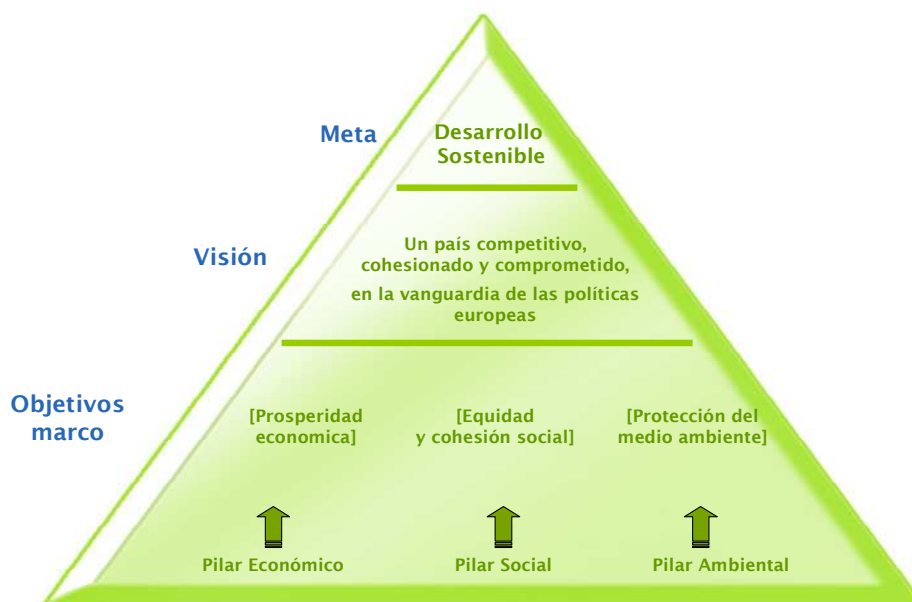 Meta
Desarrollo
Sostenible
Visión
Un país competitivo,
cohesionado y comprometido,
en la vanguardia de las políticas
europeas
Objetivos
marco
[Prosperidad
economica]
[Equidad
y cohesión social]
[Protección del
medio ambiente]
Pilar Económico
Pilar Social
Pilar Ambiental